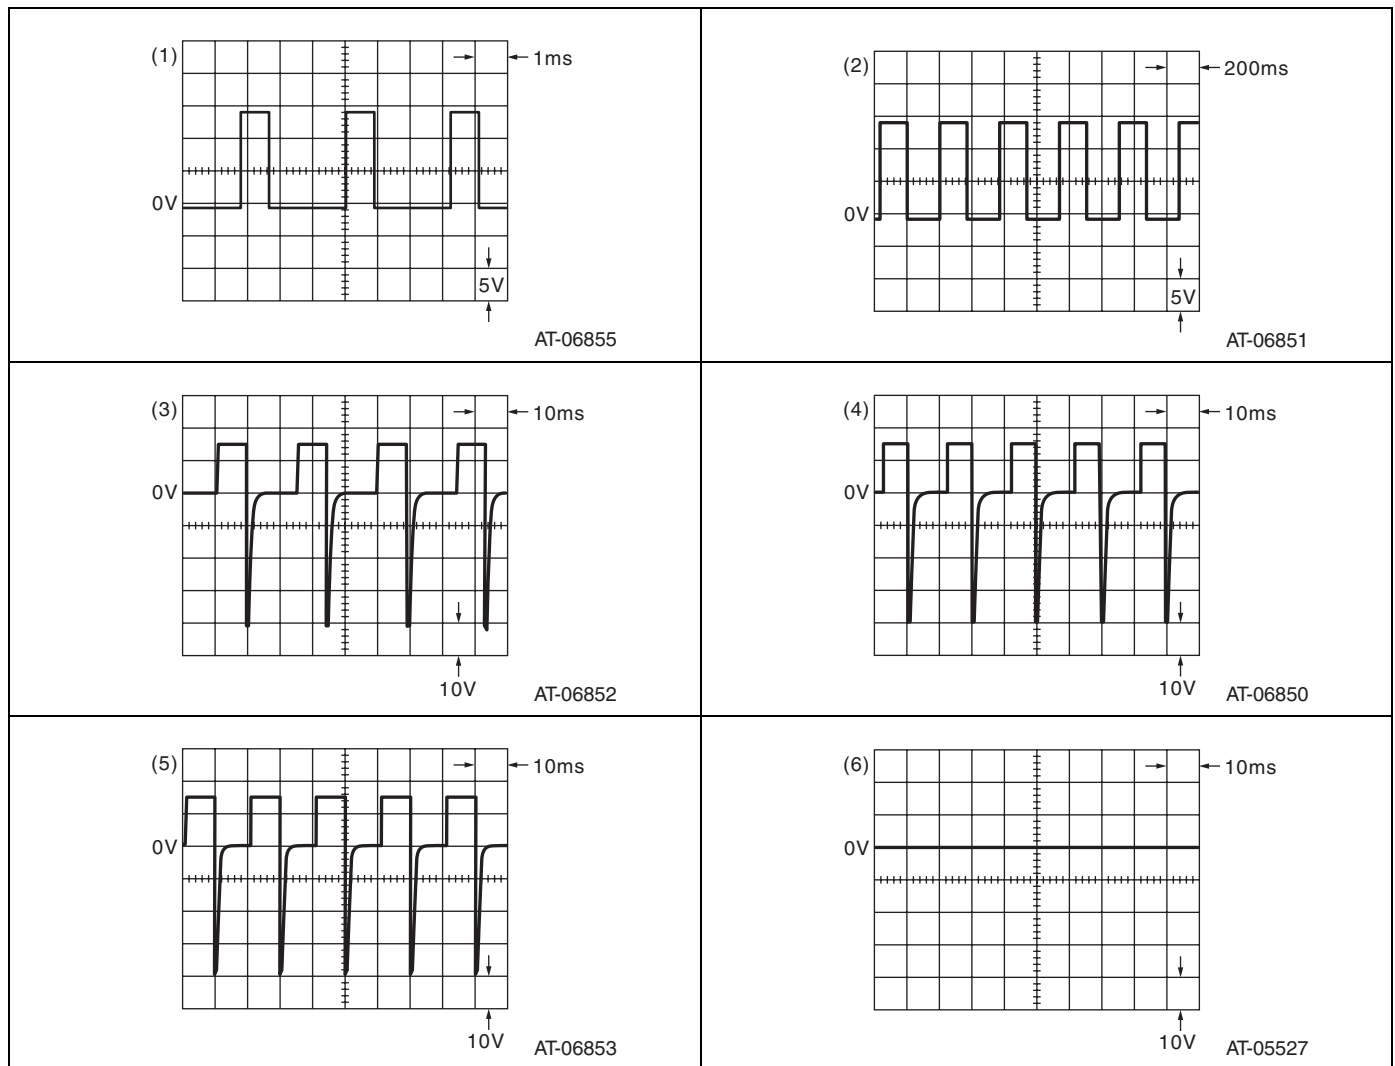 (1)
1ms
0V
5V
AT-06855
(2)
200ms
0V
5V
AT-06851
(3)
10ms
0V
10V
AT-06852
(4)
10ms
0V
10V
AT-06850
(5)
10ms
0V
10V
AT-06853
(6)
10ms
0V
10V
AT-05527